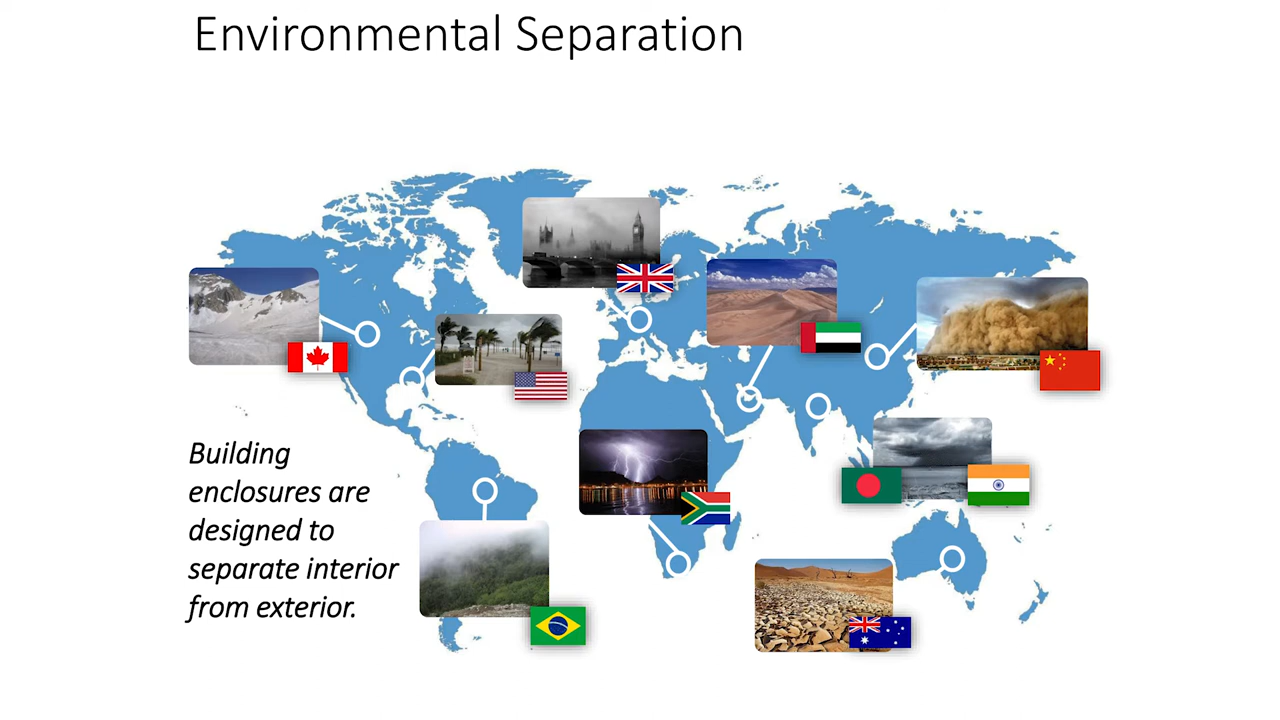 Environmental Separation
Building
enclosures are
designed to
separate interior
from exterior.